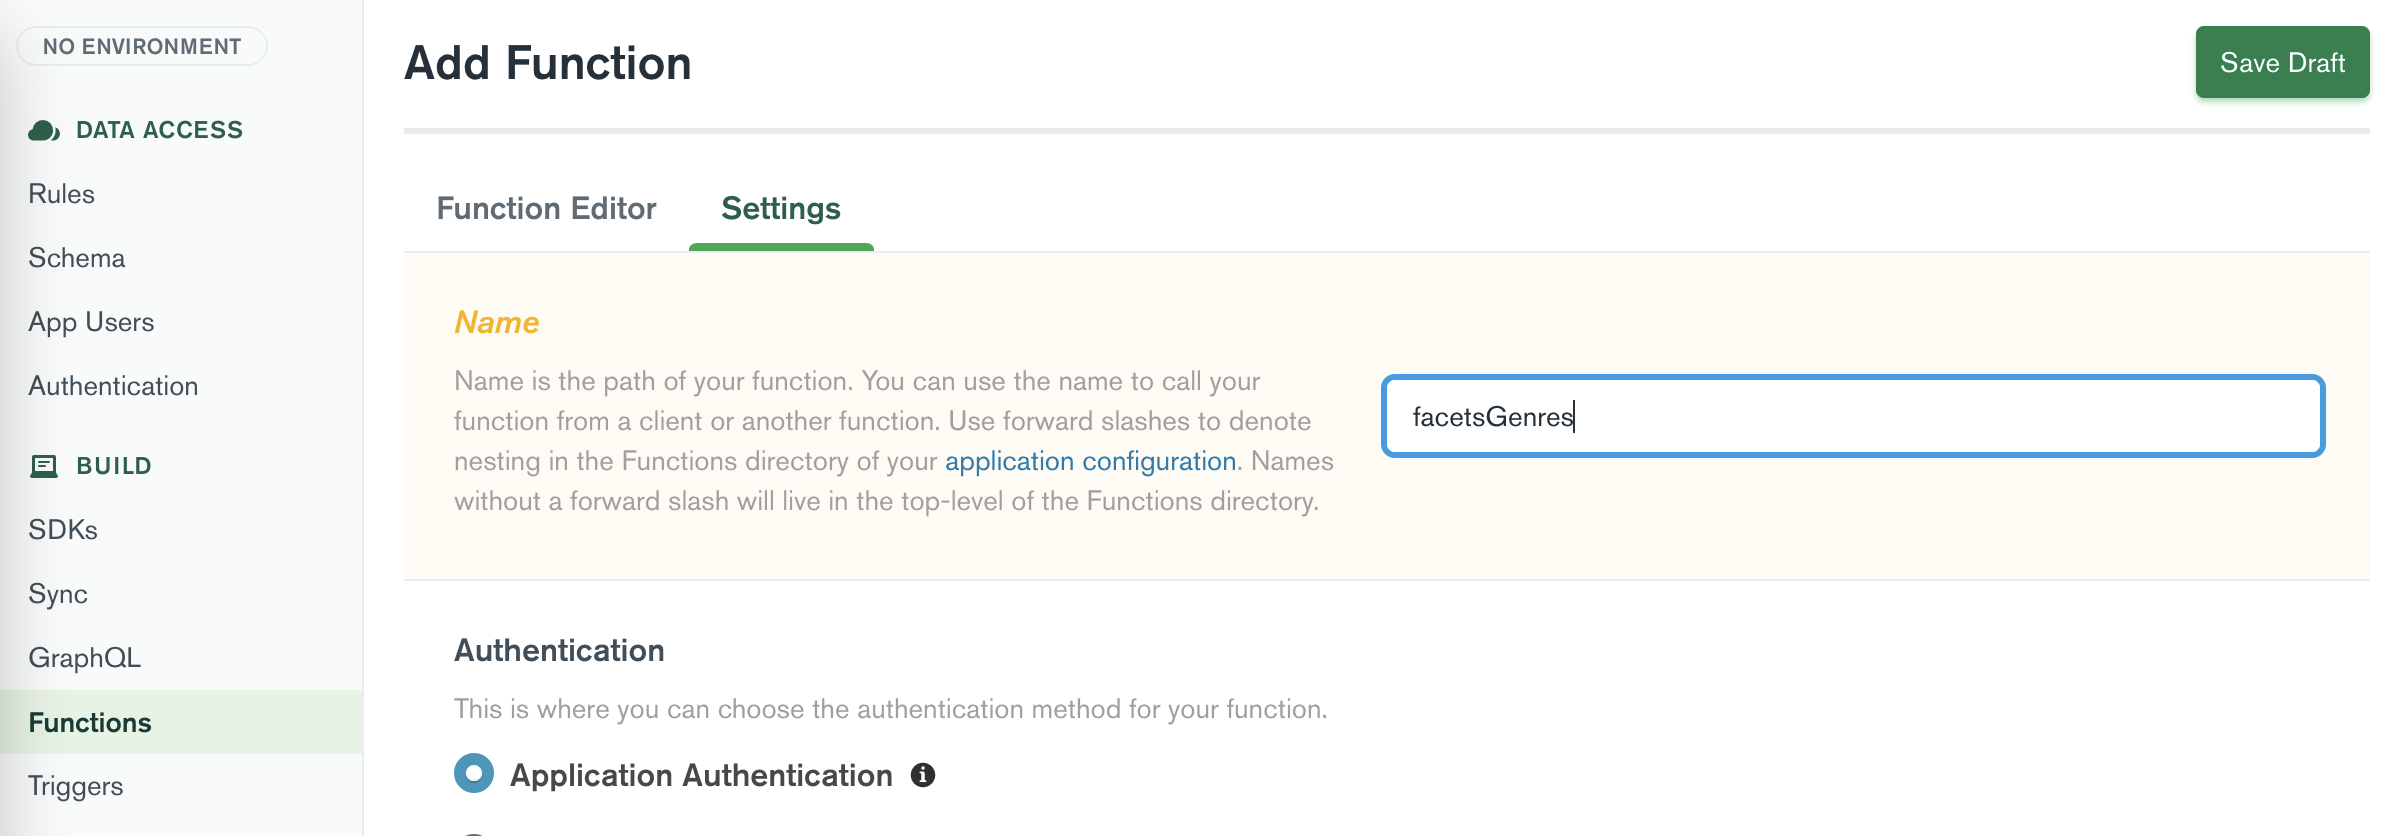 NO ENVIRONMENT
DATA ACCESS
Rules
Schema
App Users
Authentication
BUILD
SDKs
Sync
GraphQL
Functions
Triggers
Add Function
Save Draft
Function Editor
Settings
Name
Name is the path of your function. You can use the name to call your
function from a client or another function. Use forward slashes to denote
nesting in the Functions directory of your application configuration. Names
without a forward slash will live in the top-level of the Functions directory.
facetsGenres
Authentication
This is where you can choose the authentication method for your function.
Application Authentication